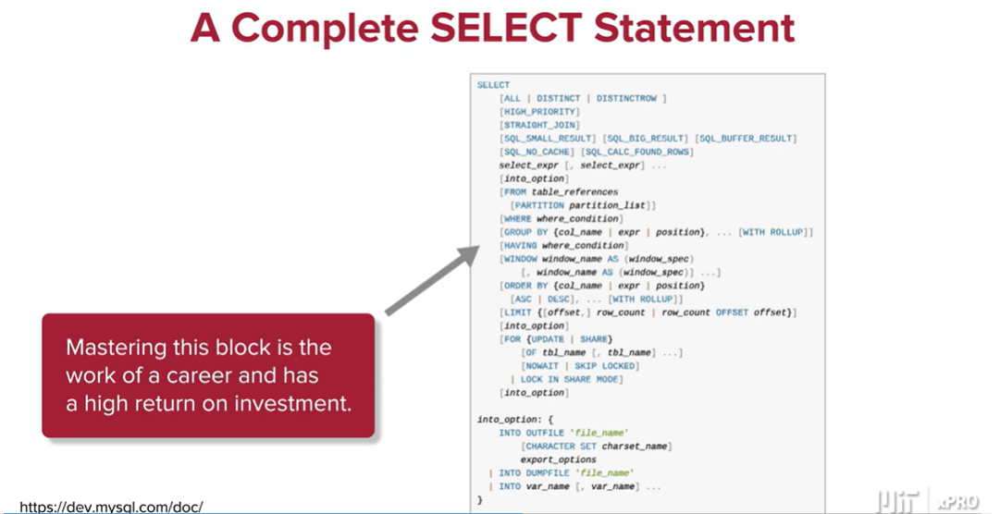 A Complete SELECT Statement
SELECT
[ALL | DISTINCT | DISTINCTROW ]
[HIGH_PRIORITY]
[STRAIGHT_JOIN]
[SQL_SMALL_RESULT] [SQL_BIG_RESULT] [SQL_BUFFER_RESULT]
[SQL_NO_CACHE] [SQL_CALC_FOUND_ROWS]
select_expr [, select_expr] ...
[into_option]
[FROM table_references
[PARTITION partition_list]]
[WHERE where_condition]
[GROUP BY {col_name | expr | position}, ... [WITH ROLLUP]]
[HAVING where_condition]
[WINDOW window_name AS (window_spec)
[, window_name AS (window_spec)] ...]
[ORDER BY {col_name | expr | position}
[ASC | DESC], ... [WITH ROLLUP]]
[LIMIT {[offset,] row_count | row_count OFFSET offset}]
[into_option]
[FOR {UPDATE | SHARE}
[OF tbl_name [, tbl_name] ...]
[NOWAIT | SKIP LOCKED]
| LOCK IN SHARE MODE]
[into_option]
into_option: {
INTO OUTFILE 'file_name'
[CHARACTER SET charset_name]
export_options
| INTO DUMPFILE 'file_name'
| INTO var_name [, var_name] ...
}
Mastering this block is the
work of a career and has
a high return on investment.
https://dev.mysql.com/doc/
MIT xPRO